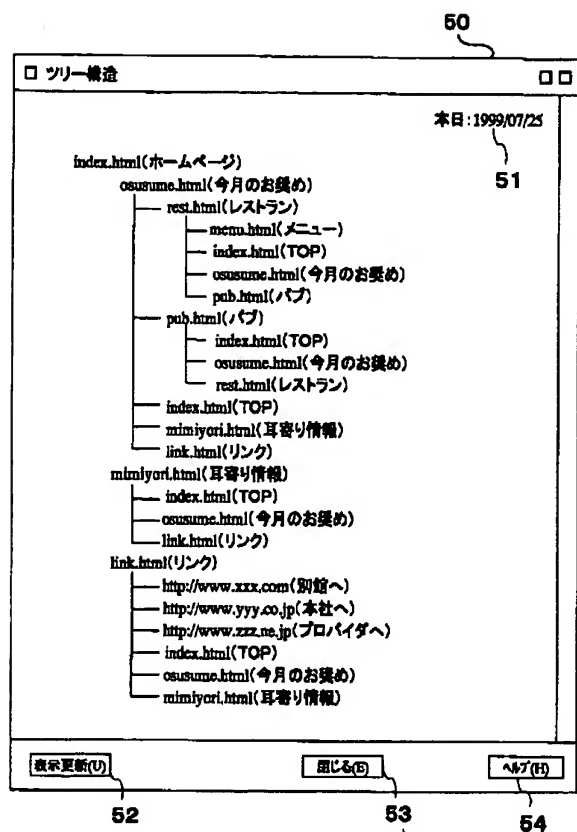 50
ツリー構造
本日:1999/07/25
51
index.html(ホームページ)
osusume.html(今月のお奨め)
rest.html(レストラン)
menu.html(メニュー)
index.html(TOP)
osusume.html(今月のお奨め)
pub.html(パブ)
pub.html(パブ)
index.html(TOP)
osusume.html(今月のお奨め)
rest.html(レストラン)
index.html(TOP)
mimiyori.html(耳寄り情報)
link.html(リンク)
mimiyori.html(耳寄り情報)
index.html(TOP)
osusume.html(今月のお奨め)
link.html(リンク)
link.html(リンク)
http://www.xxx.com(別館へ)
http://www.yyy.co.jp(本社へ)
http://www.zzz.ne.jp(プロバイダへ)
index.html(TOP)
osusume.html(今月のお奨め)
mimiyori.html(耳寄り情報)
表示更新(U) 閉じる(E) ヘルプ(H)
52 53 54